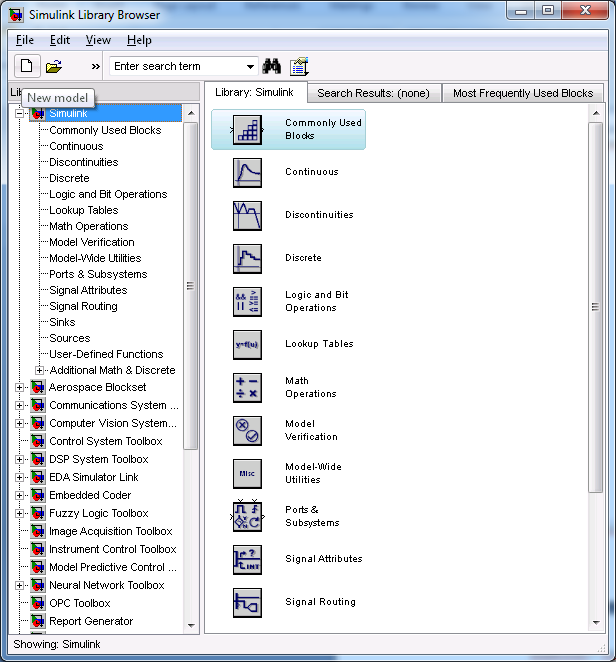 Simulink Library Browser
File Edit View Help
» Enter search term
New model
Library: Simulink Search Results: (none) Most Frequently Used Blocks
Simulink
Commonly Used Blocks
Continuous
Discontinuities
Discrete
Logic and Bit Operations
Lookup Tables
Math Operations
Model Verification
Model-Wide Utilities
Ports & Subsystems
Signal Attributes
Signal Routing
Sinks
Sources
User-Defined Functions
Additional Math & Discrete
Aerospace Blockset
Communications System ...
Computer Vision System...
Control System Toolbox
DSP System Toolbox
EDA Simulator Link
Embedded Coder
Fuzzy Logic Toolbox
Image Acquisition Toolbox
Instrument Control Toolbox
Model Predictive Control ...
Neural Network Toolbox
OPC Toolbox
Report Generator
Commonly Used
Blocks
Continuous
Discontinuities
Discrete
&& >=
|| <=
Logic and Bit
Operations
y=f(u)
Lookup Tables
+ −
÷ ×
Math
Operations
Model
Verification
Misc
Model-Wide
Utilities
Ports &
Subsystems
?
INT
Signal Attributes
Signal Routing
Showing: Simulink